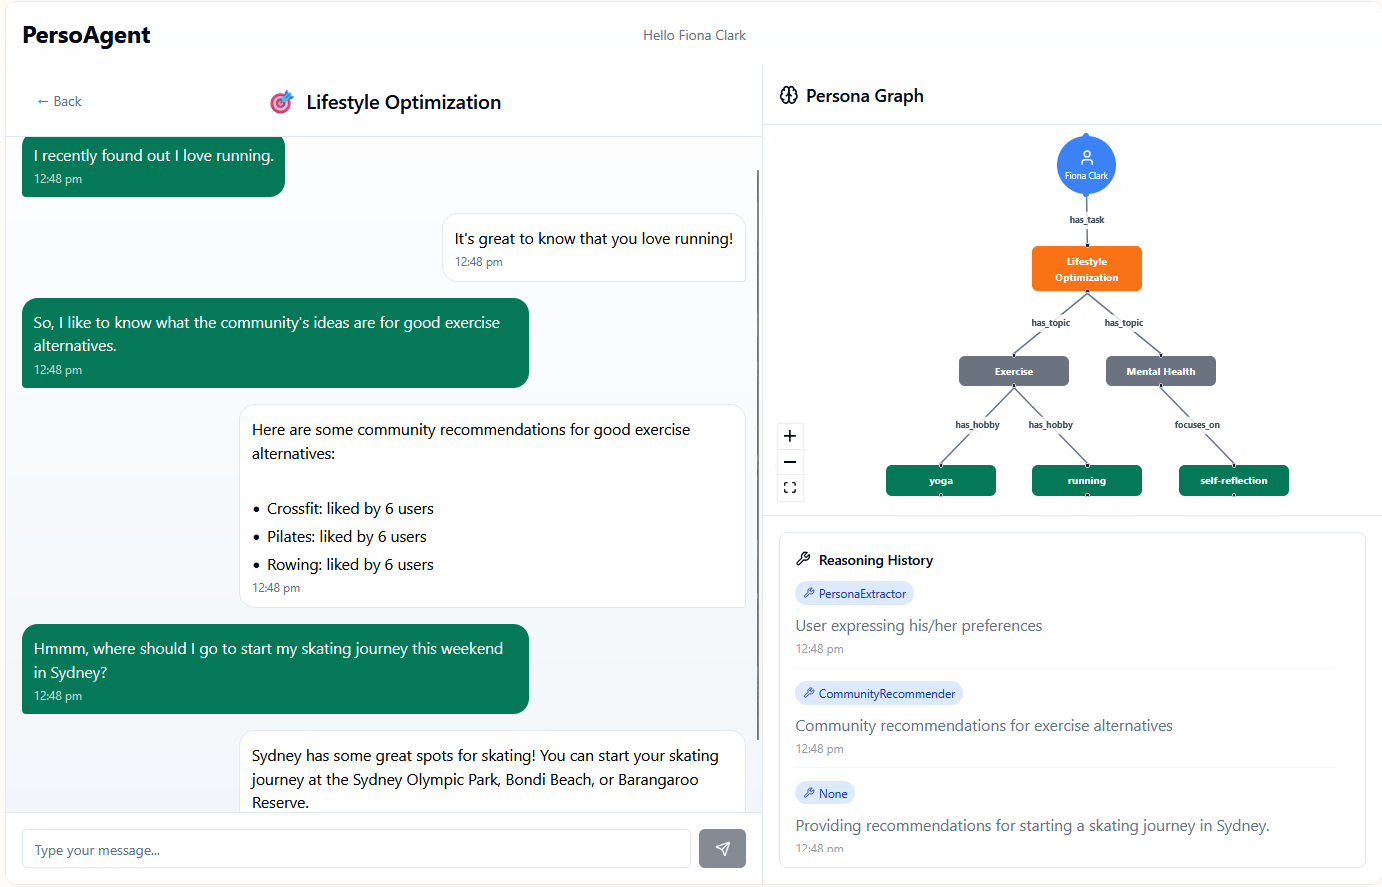 PersoAgent
Hello Fiona Clark
← Back
Lifestyle Optimization
I recently found out I love running.
12:48 pm
It's great to know that you love running!
12:48 pm
So, I like to know what the community's ideas are for good exercise
alternatives.
12:48 pm
Here are some community recommendations for good exercise
alternatives:
• Crossfit: liked by 6 users
• Pilates: liked by 6 users
• Rowing: liked by 6 users
12:48 pm
Hmmm, where should I go to start my skating journey this weekend
in Sydney?
12:48 pm
Sydney has some great spots for skating! You can start your skating
journey at the Sydney Olympic Park, Bondi Beach, or Barangaroo
Reserve.
Type your message...
Persona Graph
Fiona Clark
has_task
Lifestyle
Optimization
has_topic
has_topic
Exercise
Mental Health
has_hobby
has_hobby
focuses_on
yoga
running
self-reflection
Reasoning History
PersonaExtractor
User expressing his/her preferences
12:48 pm
CommunityRecommender
Community recommendations for exercise alternatives
12:48 pm
None
Providing recommendations for starting a skating journey in Sydney.
12:48 pm